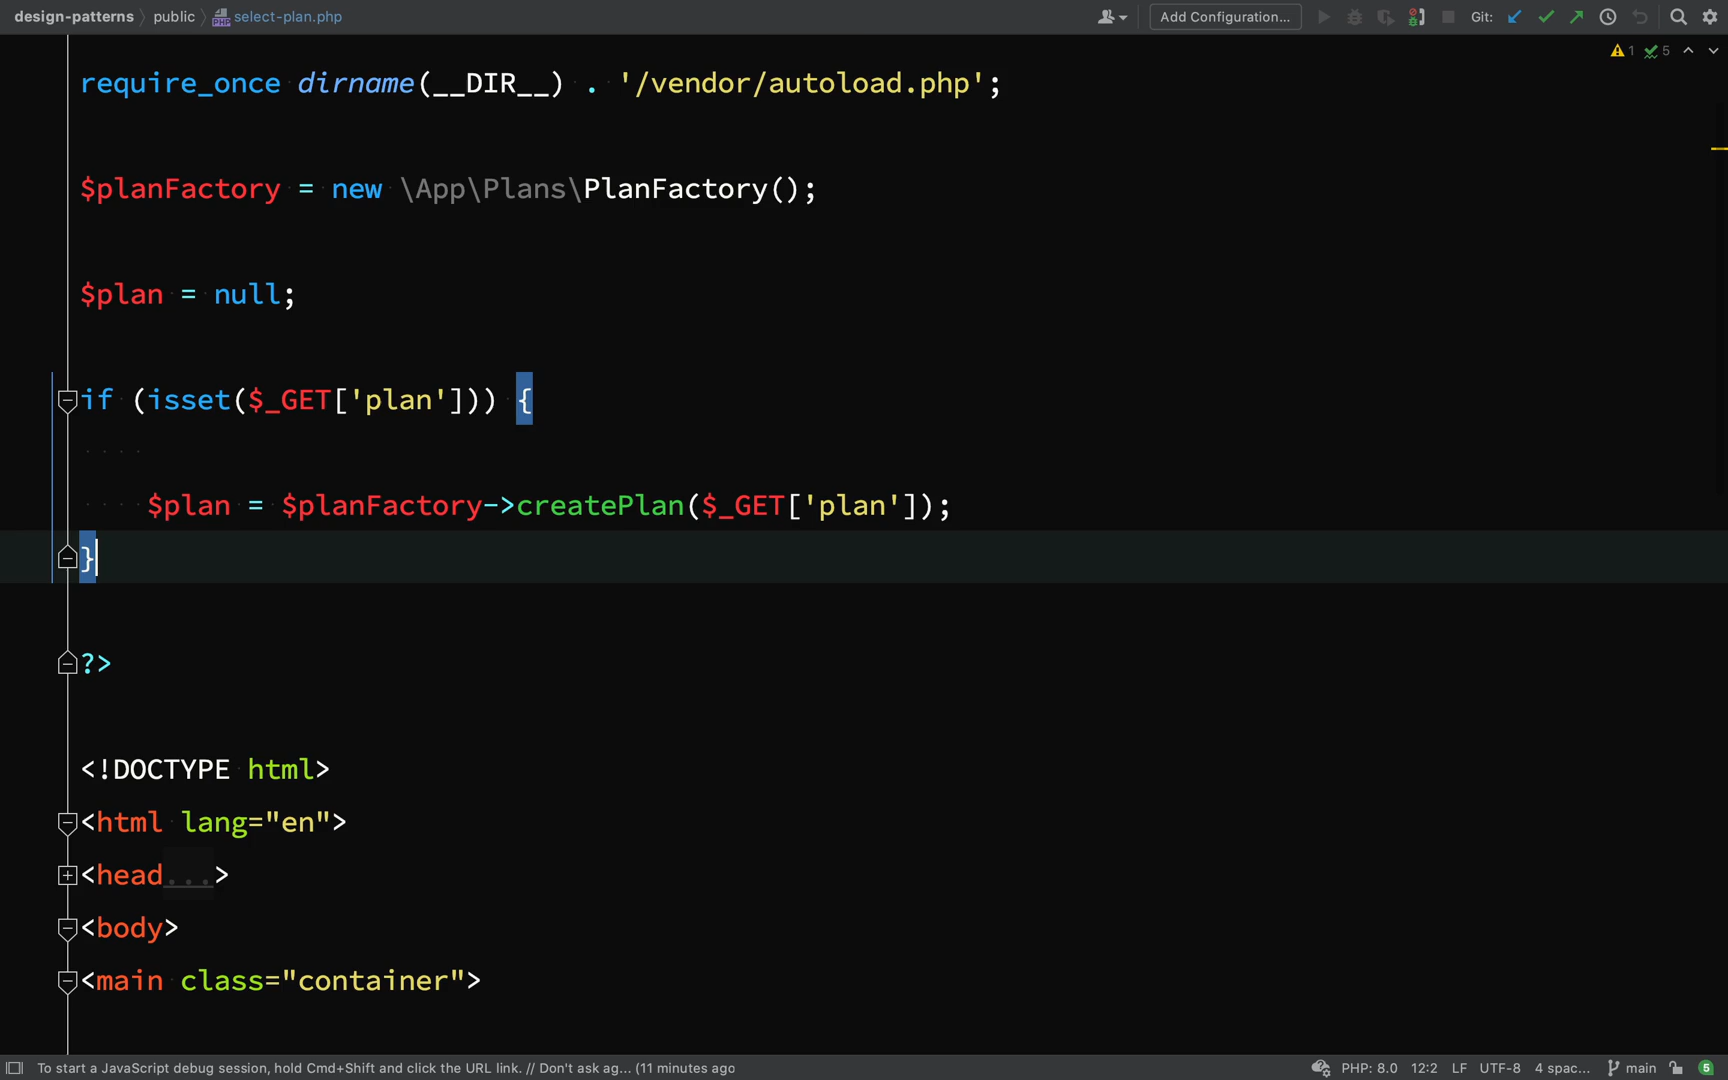 design-patterns public select-plan.php Add Configuration... Git:
1 5
require_once dirname(__DIR__) . '/vendor/autoload.php';
$planFactory = new \App\Plans\PlanFactory();
$plan = null;
if (isset($_GET['plan'])) {
$plan = $planFactory->createPlan($_GET['plan']);
}
?>
<!DOCTYPE html>
<html lang="en">
<head...>
<body>
<main class="container">
To start a JavaScript debug session, hold Cmd+Shift and click the URL link. // Don't ask ag... (11 minutes ago PHP: 8.0 12:2 LF UTF-8 4 spac... main 5